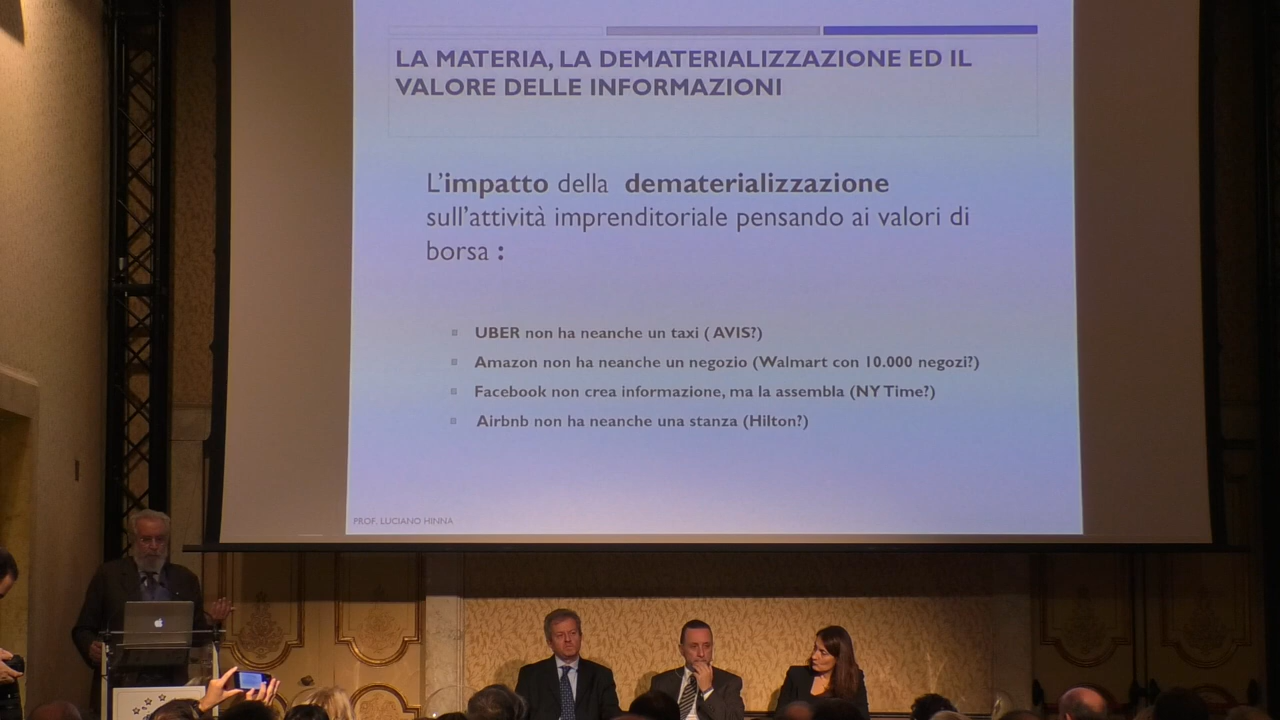 LA MATERIA, LA DEMATERIALIZZAZIONE ED IL
VALORE DELLE INFORMAZIONI
L'impatto della dematerializzazione
sull'attività imprenditoriale pensando ai valori di
borsa :
UBER non ha neanche un taxi ( AVIS?)
Amazon non ha neanche un negozio (Walmart con 10.000 negozi?)
Facebook non crea informazione, ma la assembla (NY Time?)
Airbnb non ha neanche una stanza (Hilton?)
PROF. LUCIANO HINNA